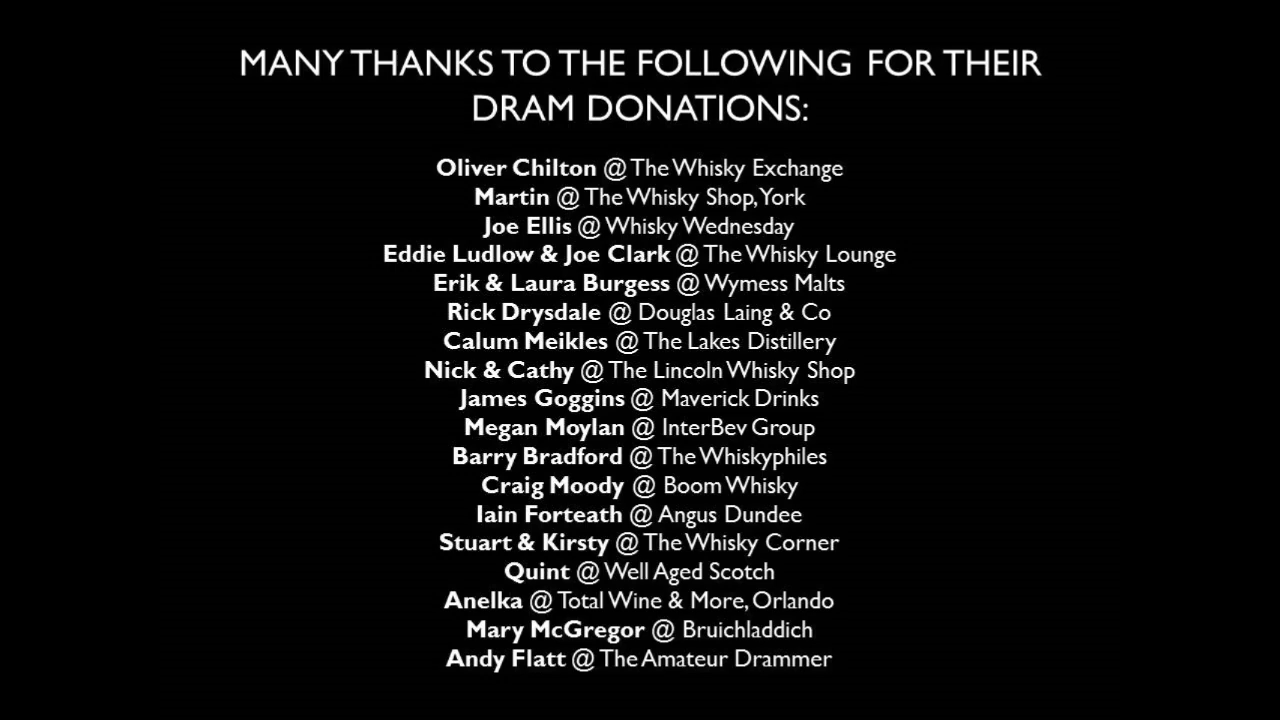 MANY THANKS TO THE FOLLOWING FOR THEIR
DRAM DONATIONS:
Oliver Chilton @ The Whisky Exchange
Martin @ The Whisky Shop, York
Joe Ellis @ Whisky Wednesday
Eddie Ludlow & Joe Clark @ The Whisky Lounge
Erik & Laura Burgess @ Wymess Malts
Rick Drysdale @ Douglas Laing & Co
Calum Meikles @ The Lakes Distillery
Nick & Cathy @ The Lincoln Whisky Shop
James Goggins @ Maverick Drinks
Megan Moylan @ InterBev Group
Barry Bradford @ The Whiskyphiles
Craig Moody @ Boom Whisky
Iain Forteath @ Angus Dundee
Stuart & Kirsty @ The Whisky Corner
Quint @ Well Aged Scotch
Anelka @ Total Wine & More, Orlando
Mary McGregor @ Bruichladdich
Andy Flatt @ The Amateur Drammer